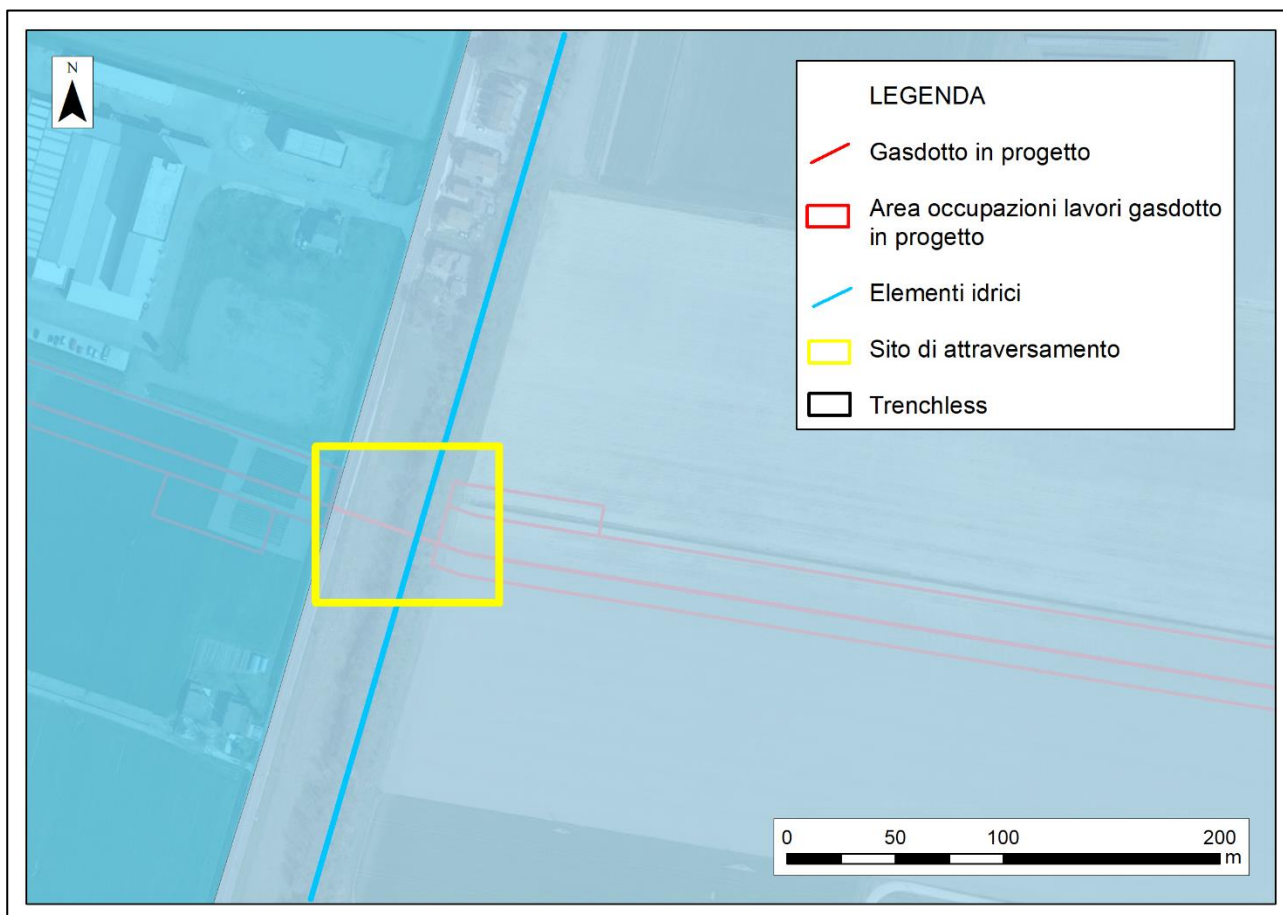 N
LEGENDA
Gasdotto in progetto
Area occupazioni lavori gasdotto
in progetto
Elementi idrici
Sito di attraversamento
Trenchless
0 50 100 200
m